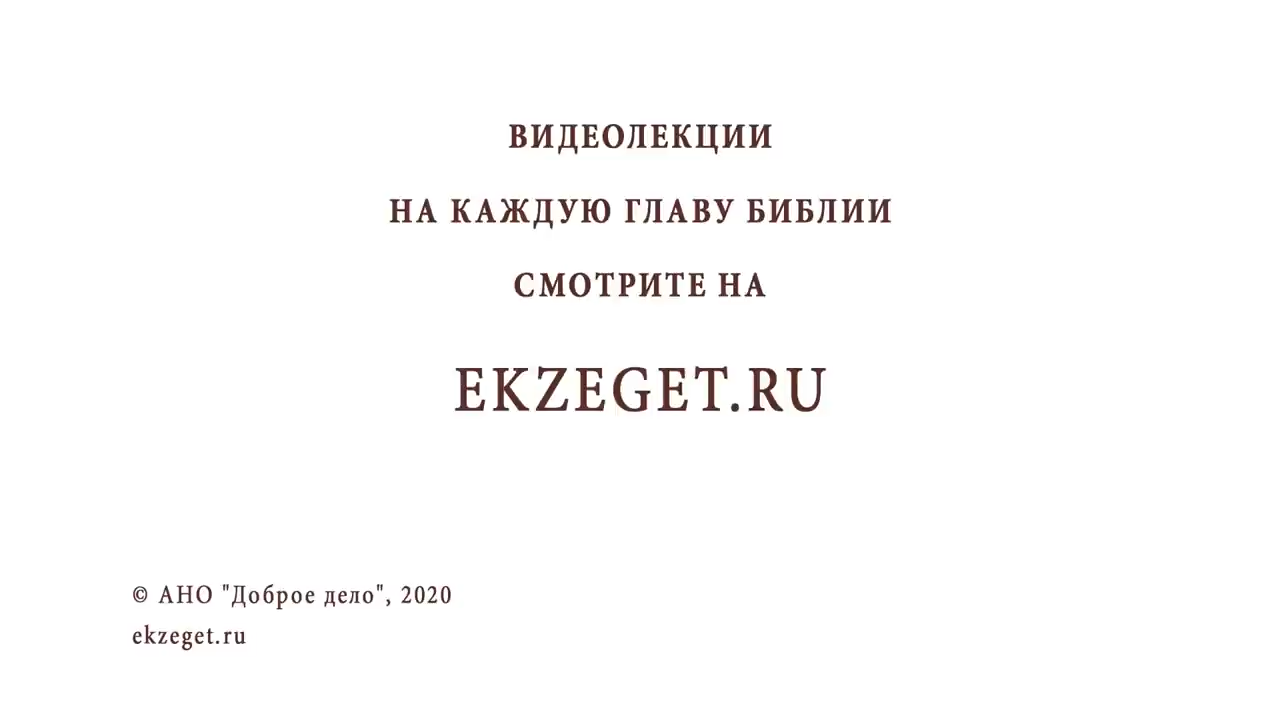 ВИДЕОЛЕКЦИИ
НА КАЖДУЮ ГЛАВУ БИБЛИИ
СМОТРИТЕ НА
EKZEGET.RU
© АНО "Доброе дело", 2020
ekzeget.ru